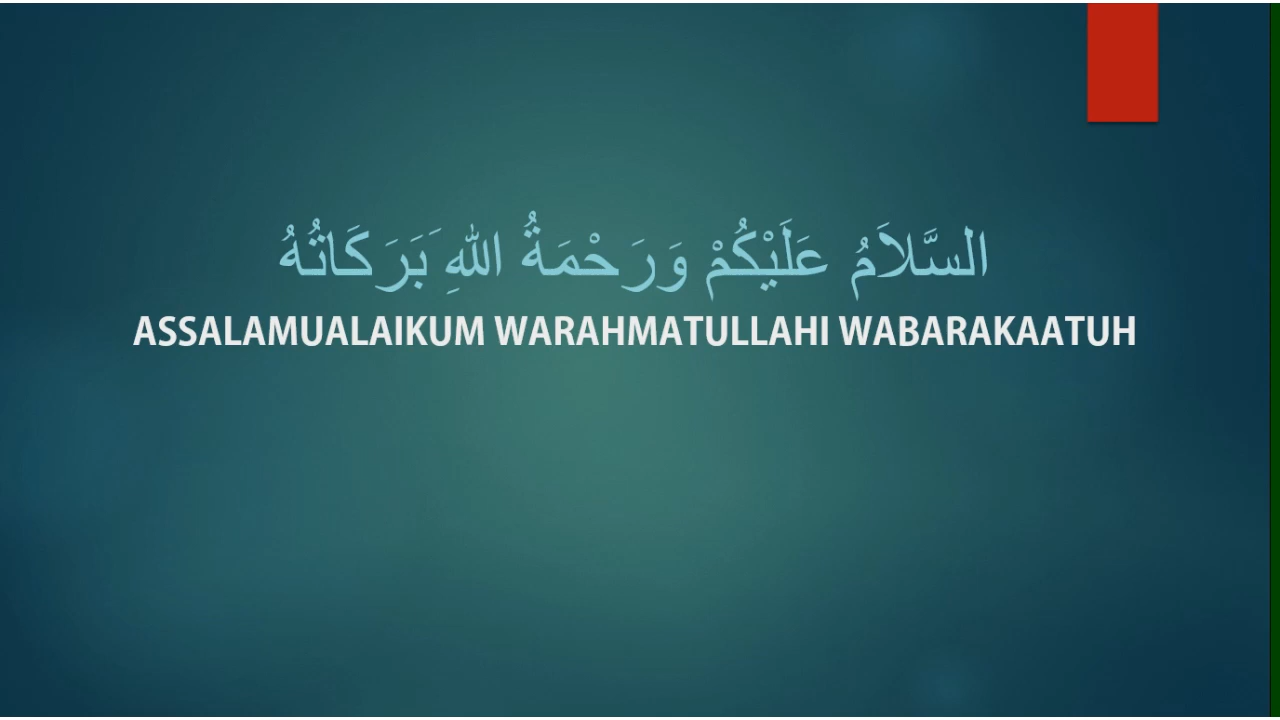 السَّلاَمُ عَلَيْكُمْ وَرَحْمَةُ اللهِ َبَرَكَاتُهُ
ASSALAMUALAIKUM WARAHMATULLAHI WABARAKAATUH